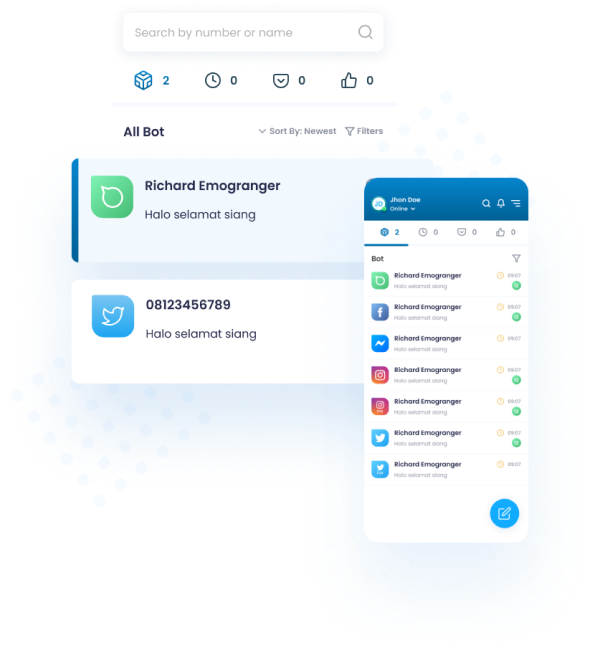 Search by number or name
2 0 0 0
All Bot
Sort By: Newest Filters
Richard Emogranger
Halo selamat siang
08123456789
Halo selamat siang
JD
Jhon Doe
Online
2 0 0 0
Bot
Richard Emogranger 09:07
Halo selamat siang
Richard Emogranger 09:07
Halo selamat siang
Richard Emogranger 09:07
Halo selamat siang
Richard Emogranger 09:07
Halo selamat siang
Richard Emogranger 09:07
Halo selamat siang
Richard Emogranger 09:07
Halo selamat siang
Richard Emogranger 09:07
Halo selamat siang